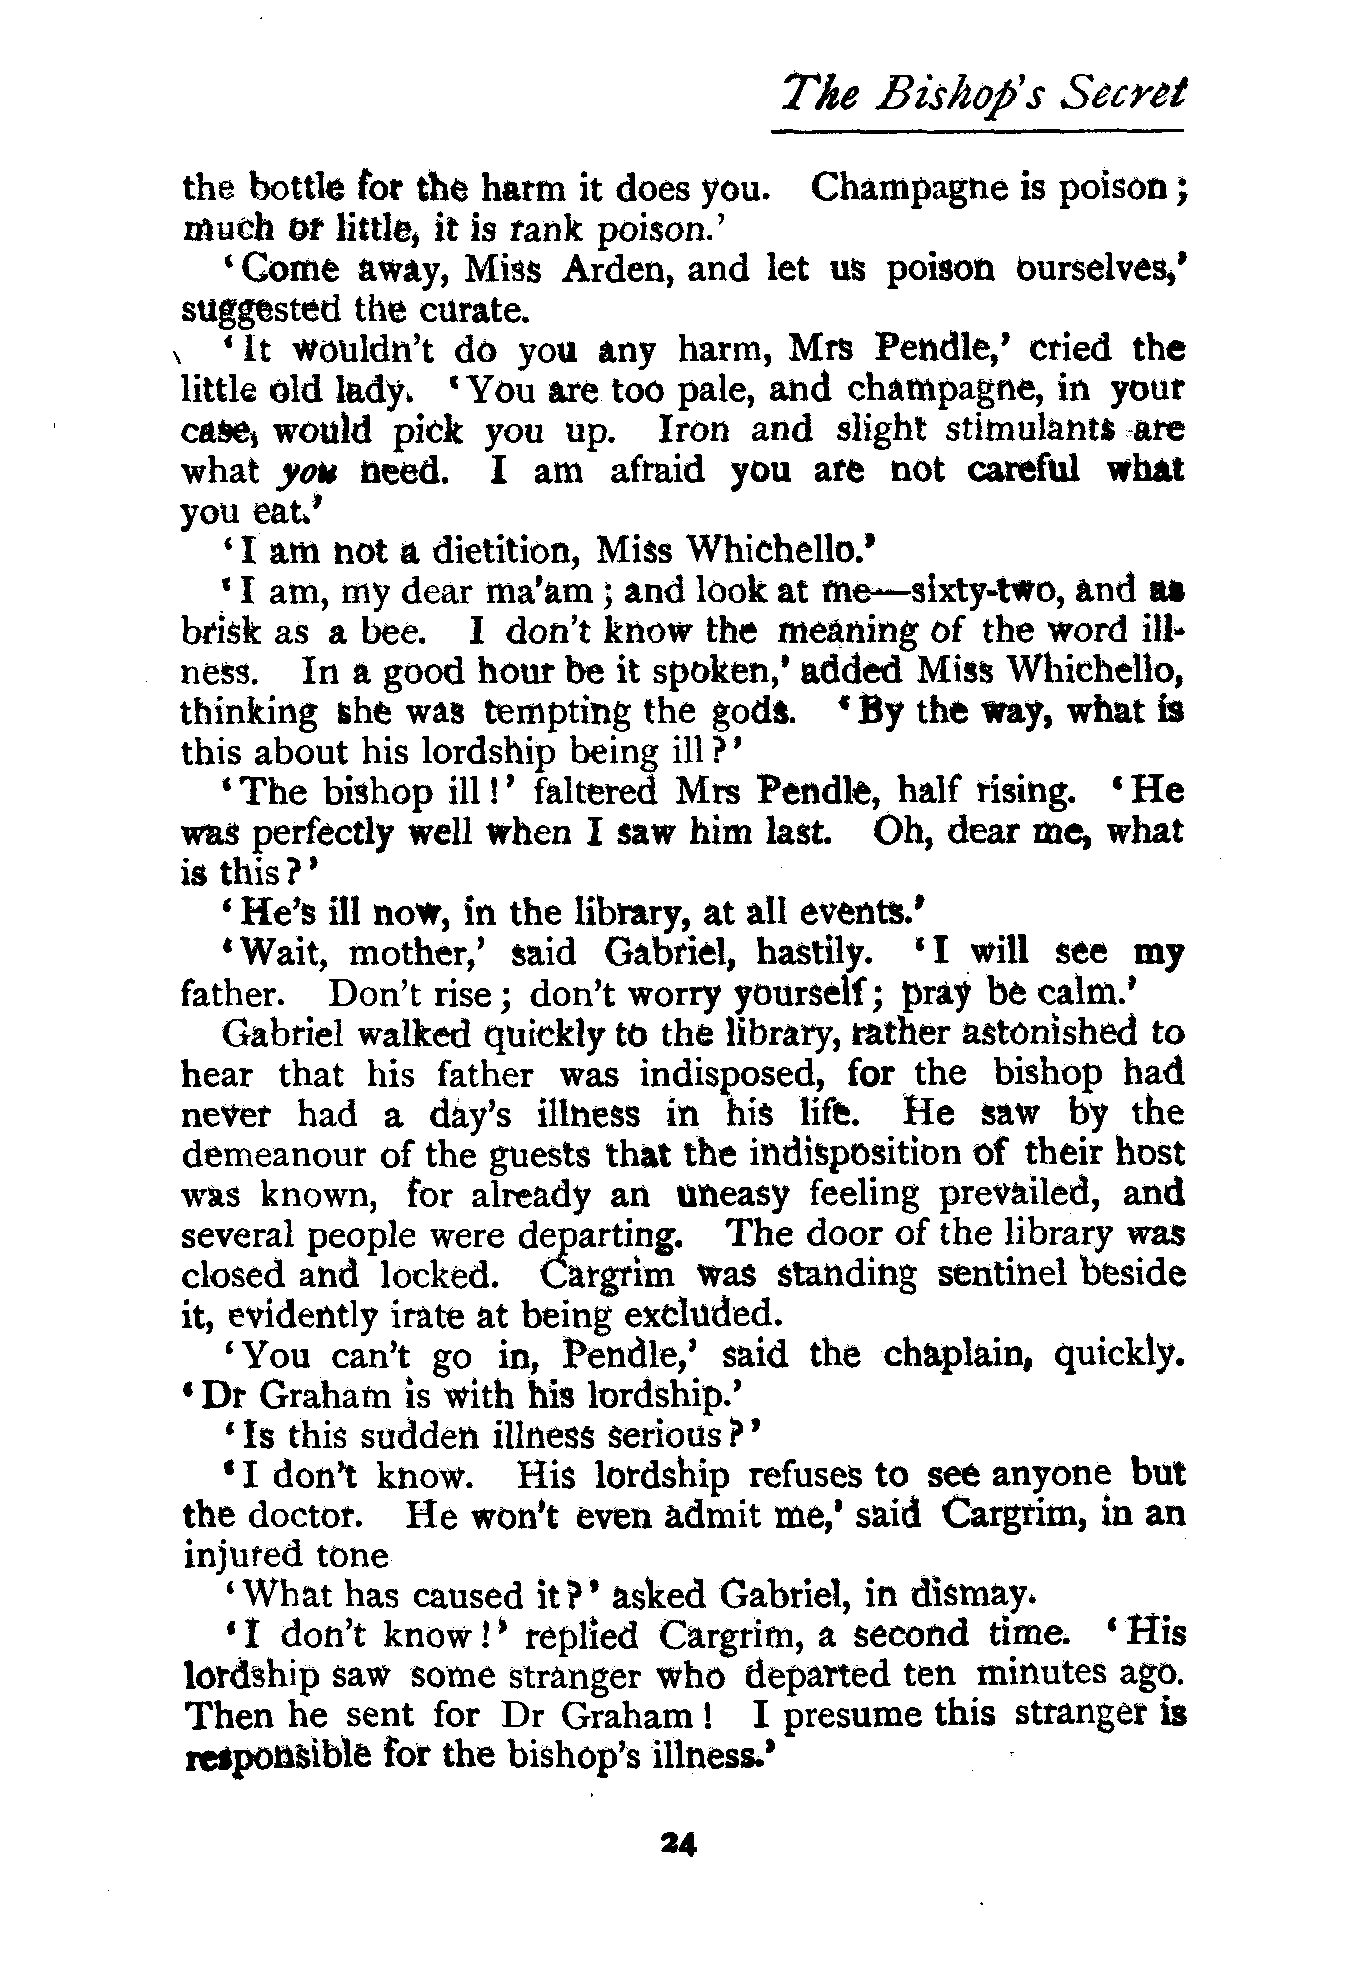 The Bishop's Secret
the bottle for the harm it does you. Champagne is poison;
much or little, it is rank poison.'
'Come away, Miss Arden, and let us poison ourselves,'
suggested the curate.
'It wouldn't do you any harm, Mrs Pendle,' cried the
little old lady. 'You are too pale, and champagne, in your
case, would pick you up. Iron and slight stimulants are
what you need. I am afraid you are not careful what
you eat.'
'I am not a dietition, Miss Whichello.'
'I am, my dear ma'am; and look at me—sixty-two, and as
brisk as a bee. I don't know the meaning of the word ill-
ness. In a good hour be it spoken,' added Miss Whichello,
thinking she was tempting the gods. 'By the way, what is
this about his lordship being ill?'
'The bishop ill!' faltered Mrs Pendle, half rising. 'He
was perfectly well when I saw him last. Oh, dear me, what
is this?'
'He's ill now, in the library, at all events.'
'Wait, mother,' said Gabriel, hastily. 'I will see my
father. Don't rise; don't worry yourself; pray be calm.'
Gabriel walked quickly to the library, rather astonished to
hear that his father was indisposed, for the bishop had
never had a day's illness in his life. He saw by the
demeanour of the guests that the indisposition of their host
was known, for already an uneasy feeling prevailed, and
several people were departing. The door of the library was
closed and locked. Cargrim was standing sentinel beside
it, evidently irate at being excluded.
'You can't go in, Pendle,' said the chaplain, quickly.
'Dr Graham is with his lordship.'
'Is this sudden illness serious?'
'I don't know. His lordship refuses to see anyone but
the doctor. He won't even admit me,' said Cargrim, in an
injured tone
'What has caused it?' asked Gabriel, in dismay.
'I don't know!' replied Cargrim, a second time. 'His
lordship saw some stranger who departed ten minutes ago.
Then he sent for Dr Graham! I presume this stranger is
responsible for the bishop's illness.'
24